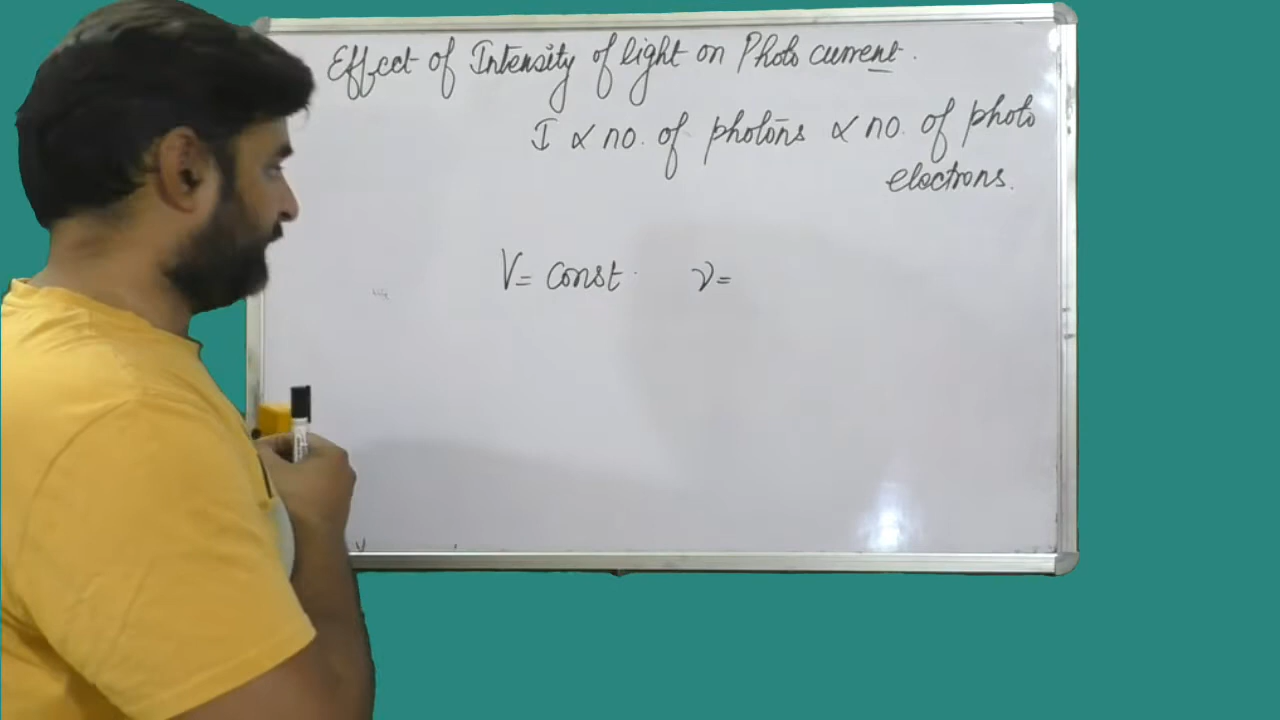 Effect of Intensity of light on Photo current.
I ∝ no. of photons ∝ no. of photo
electrons.
V= const. ν=